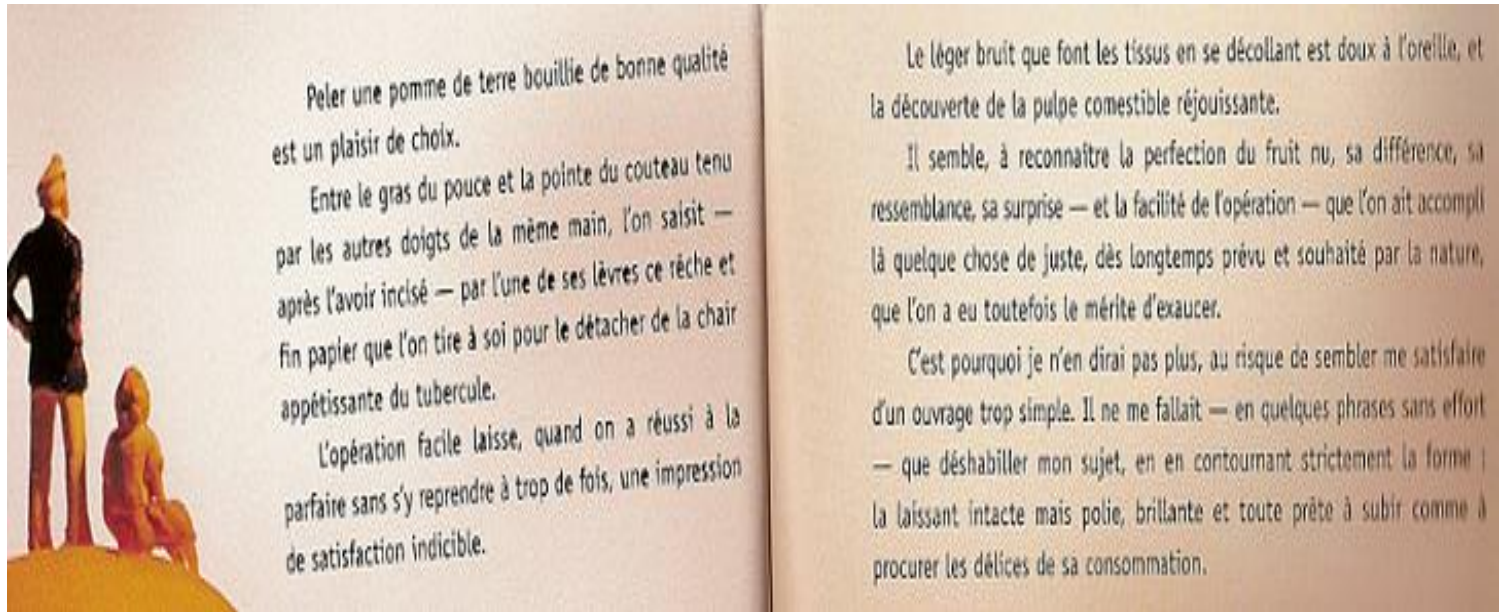 Peler une pomme de terre bouillie de bonne qualité
est un plaisir de choix.
Entre le gras du pouce et la pointe du couteau tenu
par les autres doigts de la même main, l'on saisit —
après l'avoir incisé — par l'une de ses lèvres ce rêche et
fin papier que l'on tire à soi pour le détacher de la chair
appétissante du tubercule.
L'opération facile laisse, quand on a réussi à la
parfaire sans s'y reprendre à trop de fois, une impression
de satisfaction indicible.
Le léger bruit que font les tissus en se décollant est doux à l'oreille, et
la découverte de la pulpe comestible réjouissante.
Il semble, à reconnaître la perfection du fruit nu, sa différence, sa
ressemblance, sa surprise — et la facilité de l'opération — que l'on ait accompli
là quelque chose de juste, dès longtemps prévu et souhaité par la nature,
que l'on a eu toutefois le mérite d'exaucer.
C'est pourquoi je n'en dirai pas plus, au risque de sembler me satisfaire
d'un ouvrage trop simple. Il ne me fallait — en quelques phrases sans effort
— que déshabiller mon sujet, en en contournant strictement la forme :
la laissant intacte mais polie, brillante et toute prête à subir comme à
procurer les délices de sa consommation.